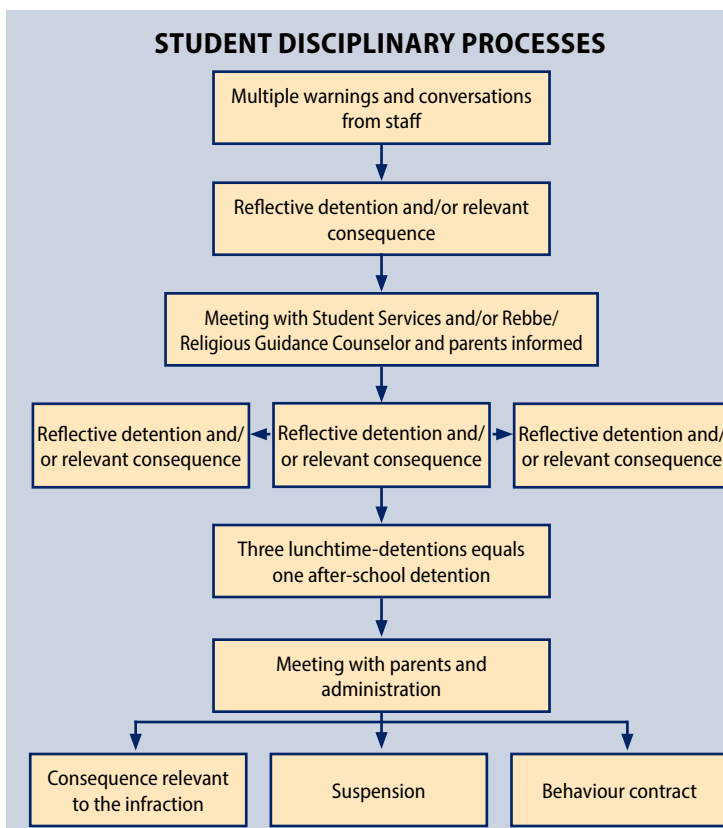 STUDENT DISCIPLINARY PROCESSES
Multiple warnings and conversations
from staff
Reflective detention and/or relevant
consequence
Meeting with Student Services and/or Rebbe/
Religious Guidance Counselor and parents informed
Reflective detention and/
or relevant consequence
Reflective detention and/
or relevant consequence
Reflective detention and/
or relevant consequence
Three lunchtime-detentions equals
one after-school detention
Meeting with parents and
administration
Consequence relevant
to the infraction
Suspension
Behaviour contract